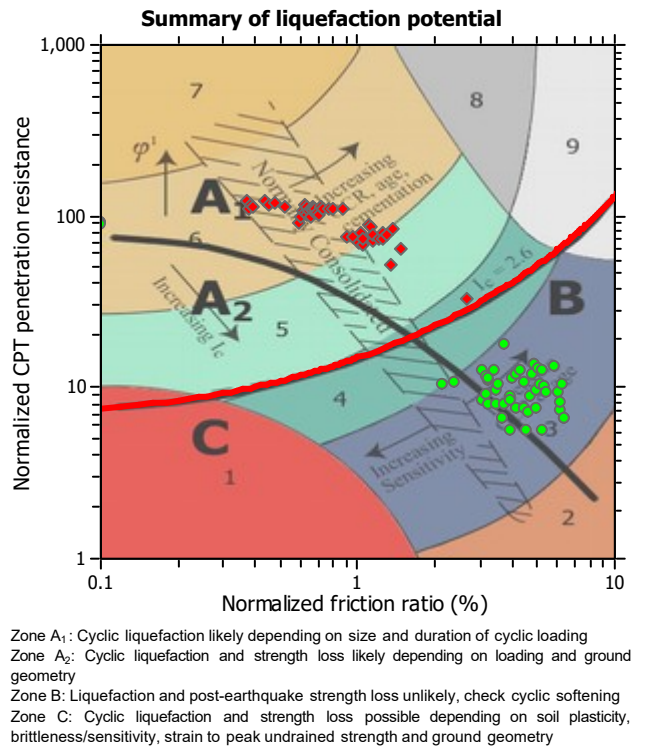 Summary of liquefaction potential
Normalized CPT penetration resistance
1,000
100
10
1
0.1
1
10
Normalized friction ratio (%)
7
8
9
φ'
Increasing
OCR, age,
cementation
A1
Normally
Consolidated
6
A2
Increasing Ic
5
Ic = 2.6
B
4
C
1
Increasing
Sensitivity
3
2
Zone A1: Cyclic liquefaction likely depending on size and duration of cyclic loading
Zone A2: Cyclic liquefaction and strength loss likely depending on loading and ground
geometry
Zone B: Liquefaction and post-earthquake strength loss unlikely, check cyclic softening
Zone C: Cyclic liquefaction and strength loss possible depending on soil plasticity,
brittleness/sensitivity, strain to peak undrained strength and ground geometry